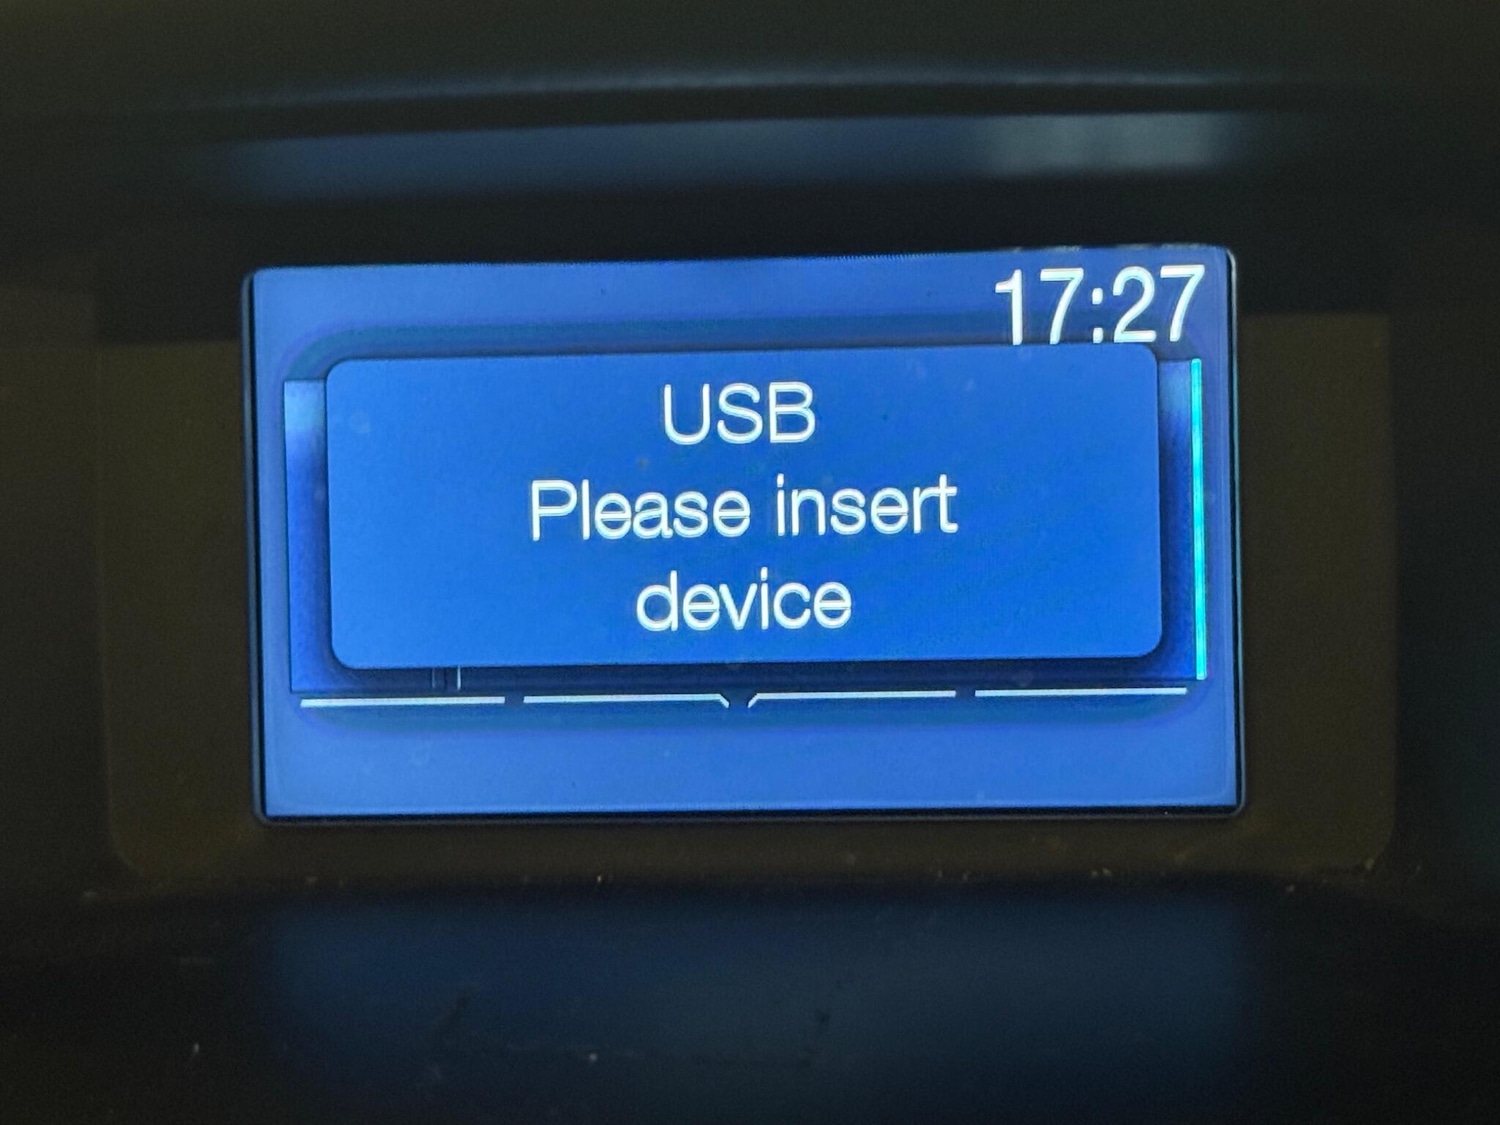 17:27
USB
Please insert
device